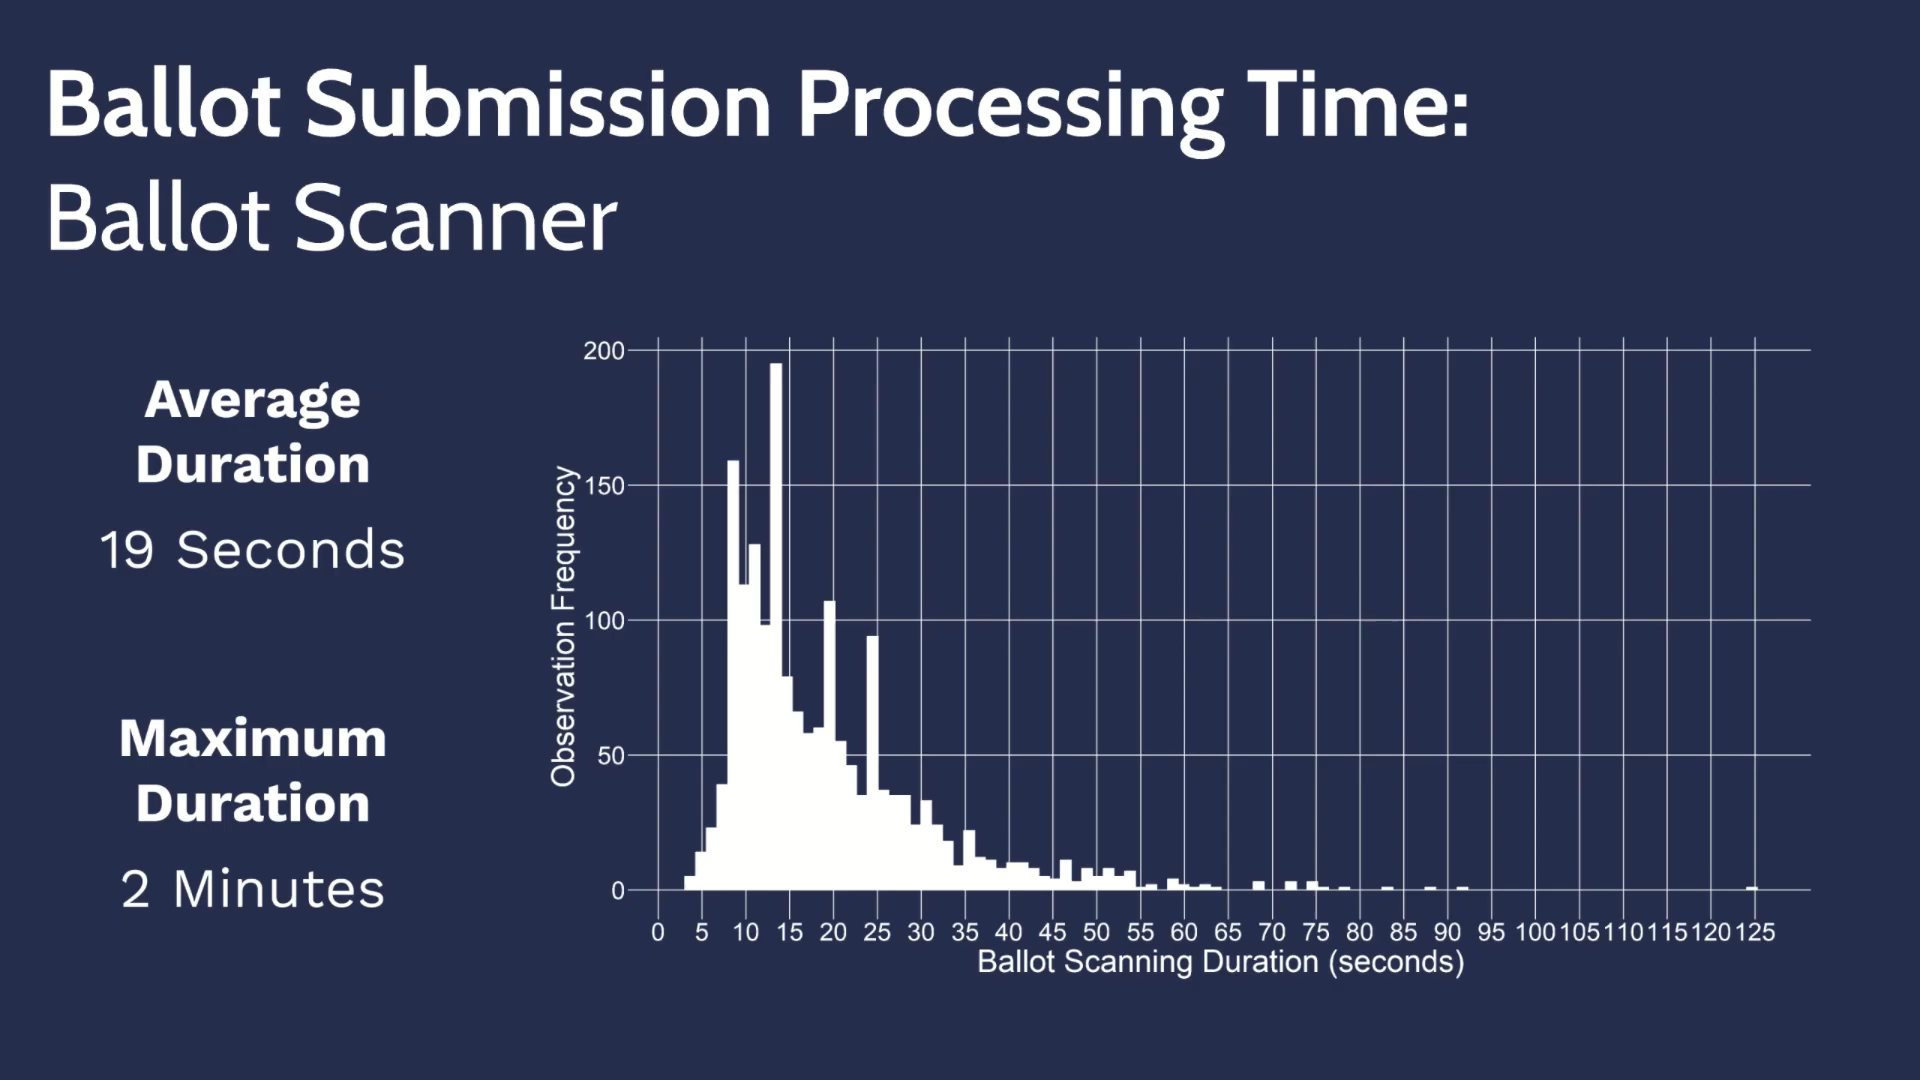 Ballot Submission Processing Time:
Ballot Scanner
Average
Duration
19 Seconds
Maximum
Duration
2 Minutes
Observation Frequency
200
150
100
50
0
0 5 10 15 20 25 30 35 40 45 50 55 60 65 70 75 80 85 90 95 100 105 110 115 120 125
Ballot Scanning Duration (seconds)